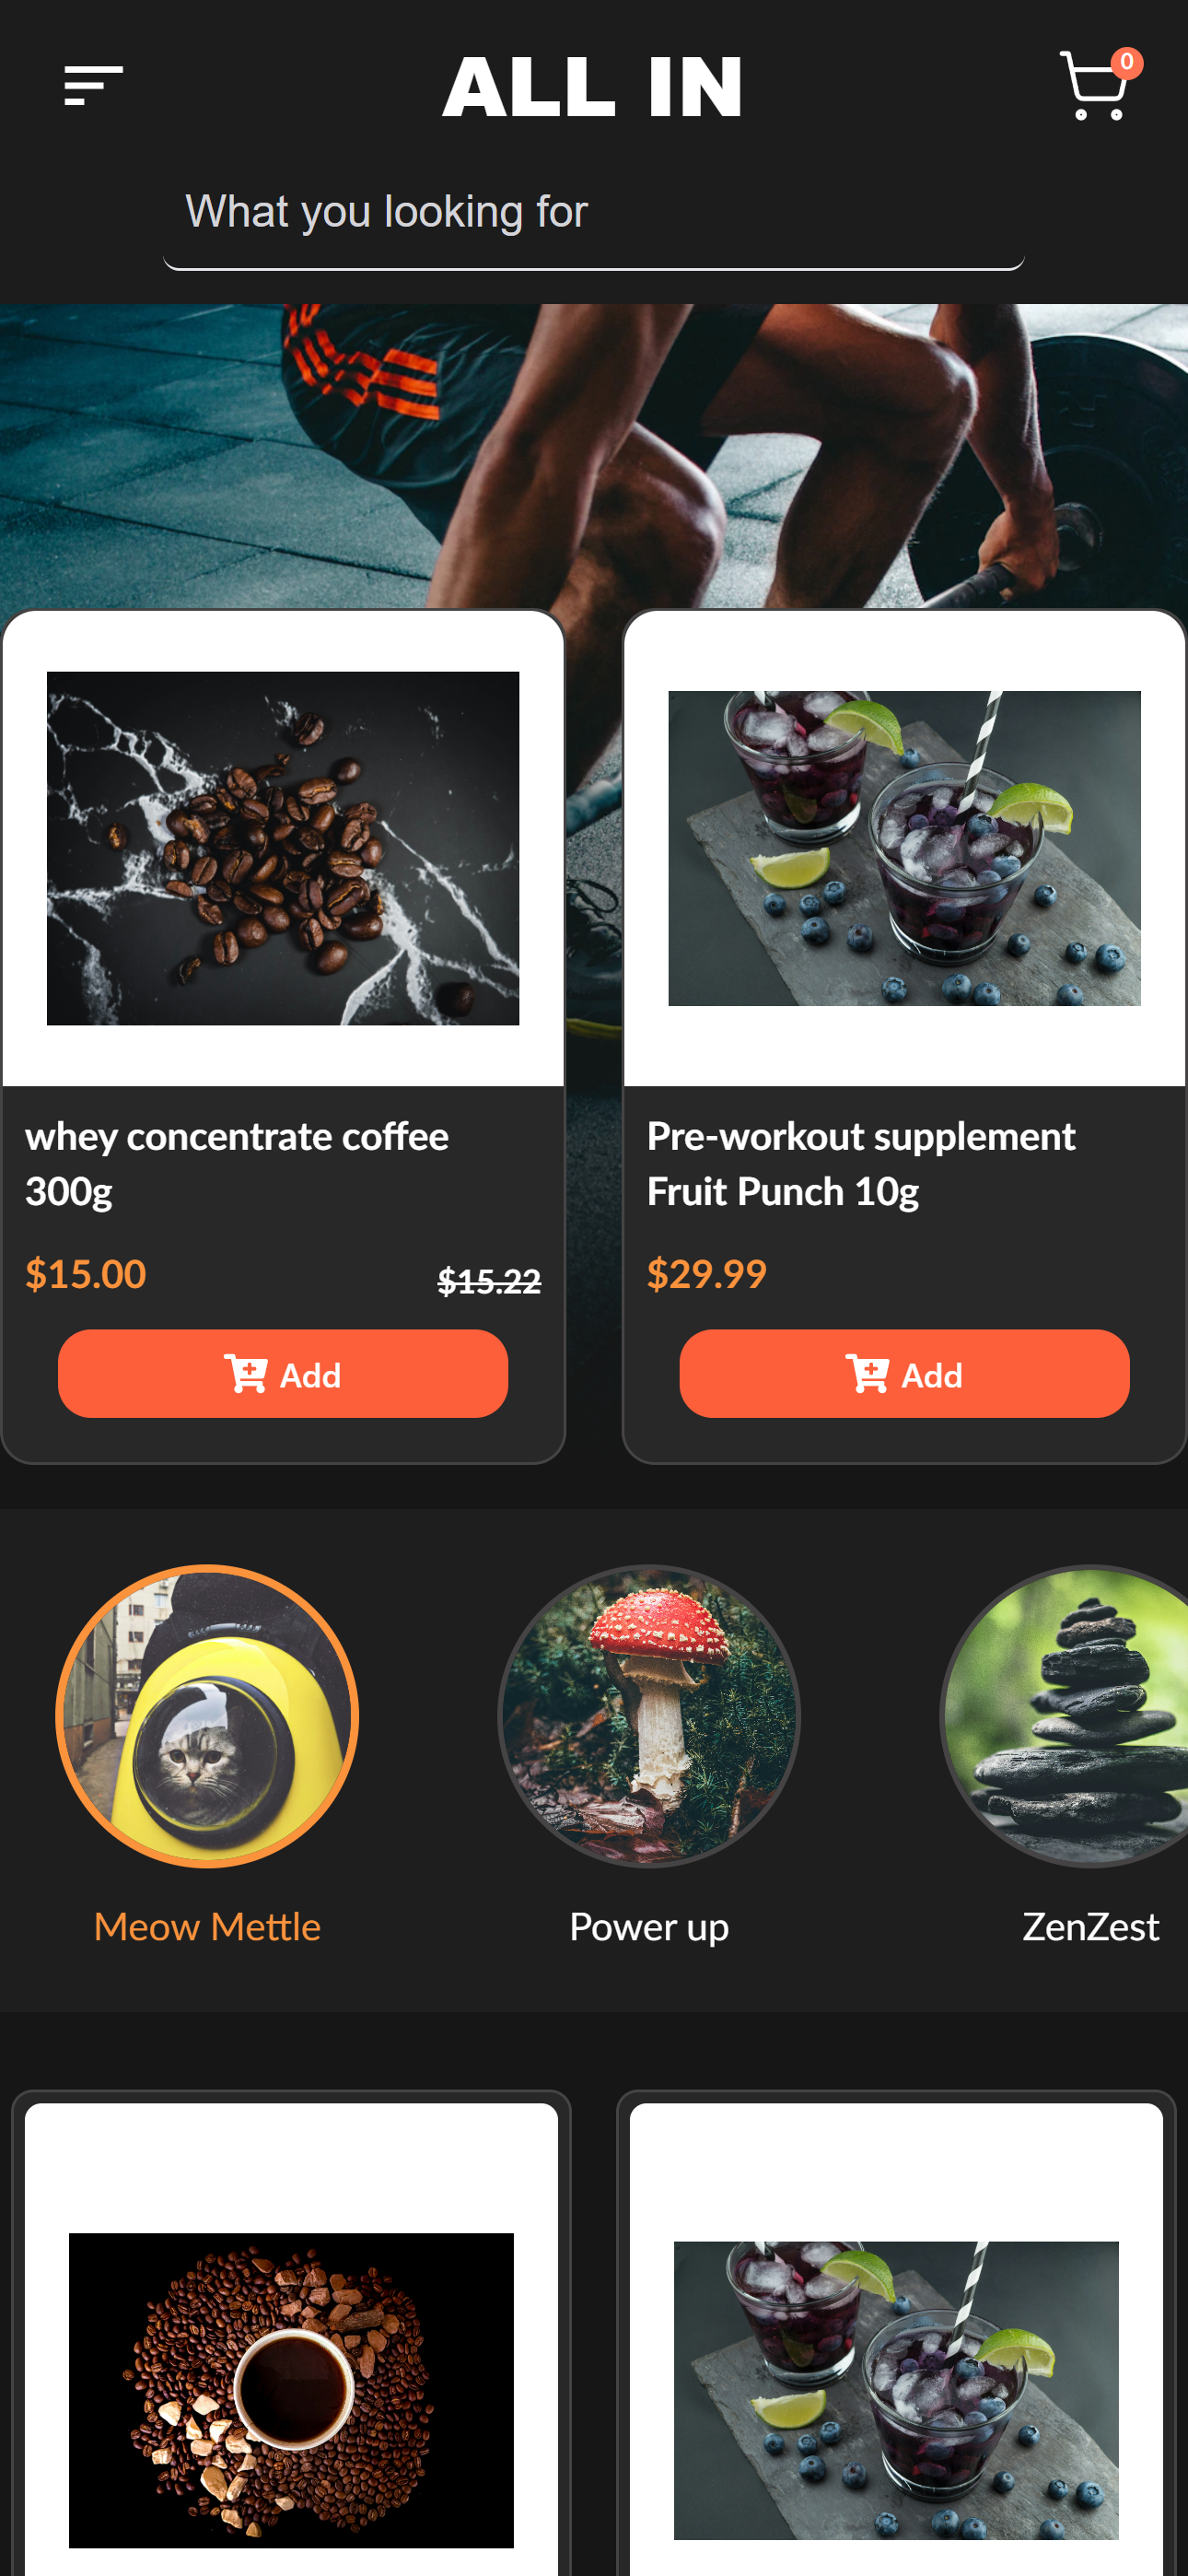 ALL IN
0
What you looking for
whey concentrate coffee
300g
$15.00
$15.22
Add
Pre-workout supplement
Fruit Punch 10g
$29.99
Add
Meow Mettle
Power up
ZenZest